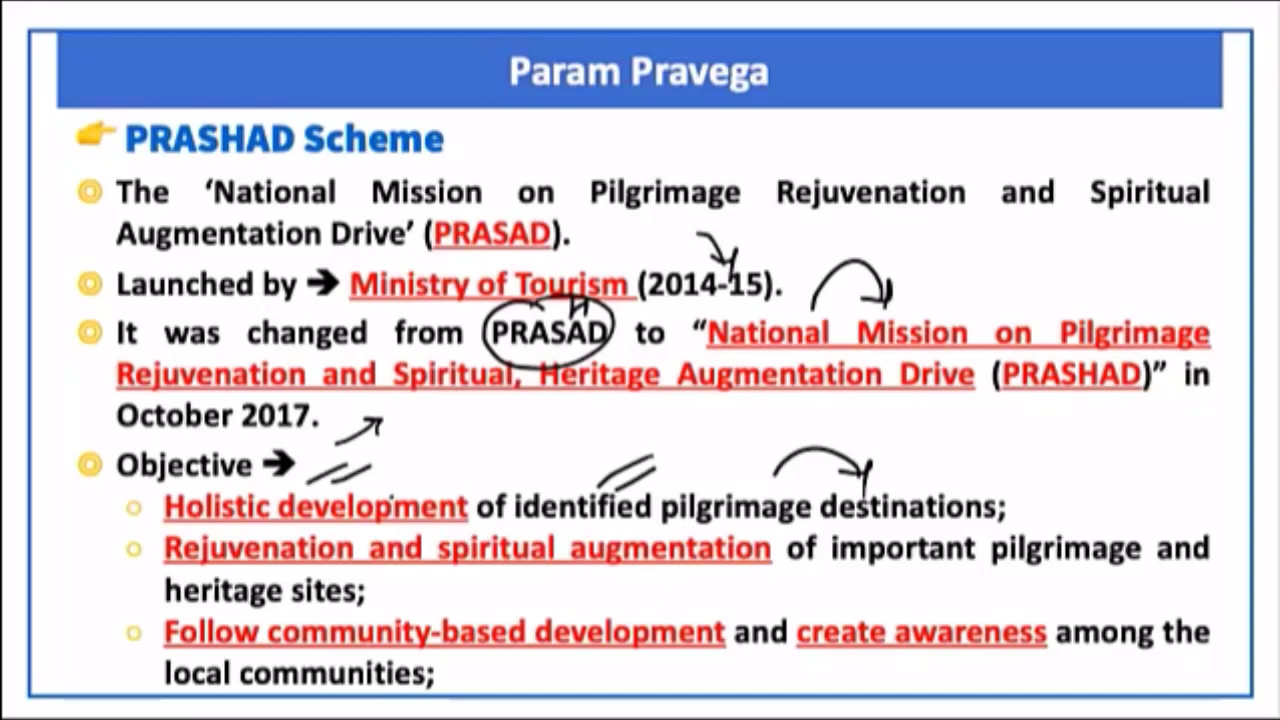 Param Pravega
PRASHAD Scheme
The ‘National Mission on Pilgrimage Rejuvenation and Spiritual
Augmentation Drive’ (PRASAD).
Launched by ➔ Ministry of Tourism (2014-15).
It was changed from PRASAD to “National Mission on Pilgrimage
Rejuvenation and Spiritual, Heritage Augmentation Drive (PRASHAD)” in
October 2017.
Objective ➔
Holistic development of identified pilgrimage destinations;
Rejuvenation and spiritual augmentation of important pilgrimage and
heritage sites;
Follow community-based development and create awareness among the
local communities;